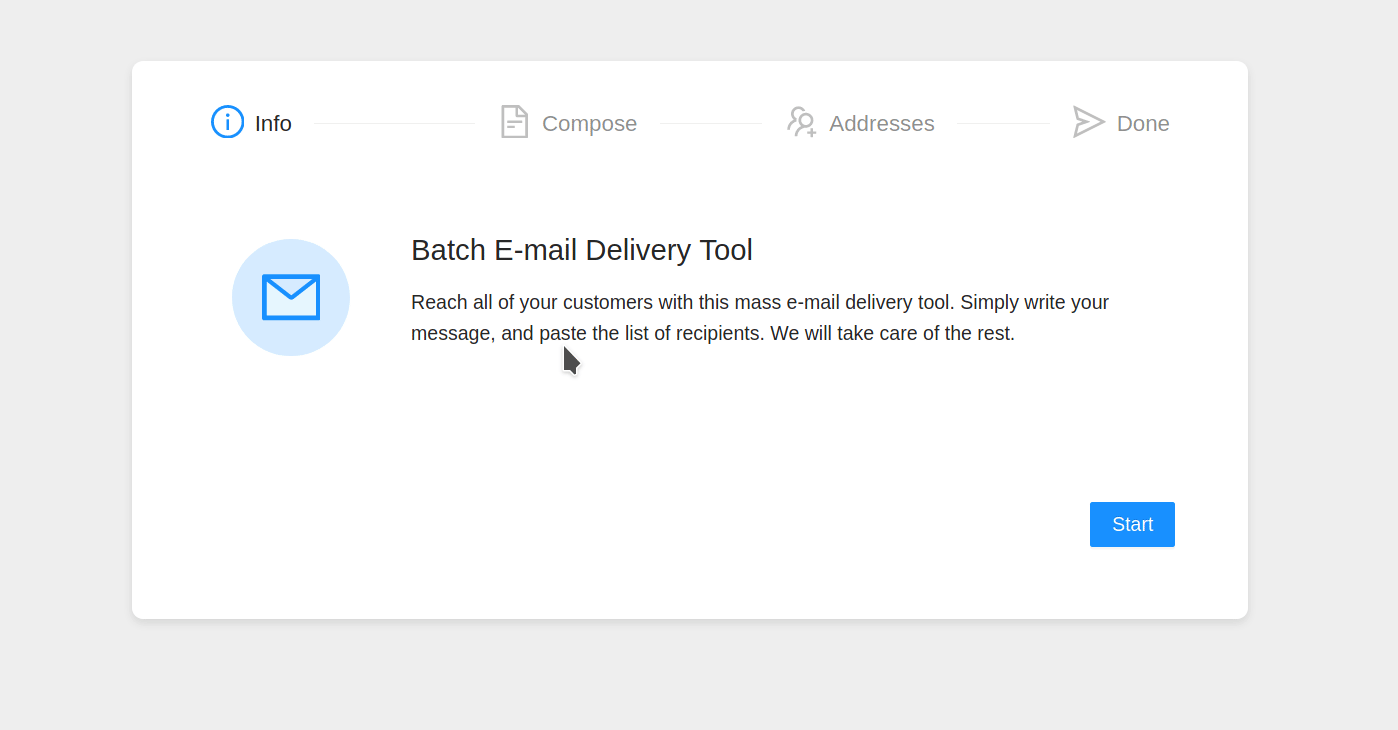 Info
Compose
Addresses
Done
Batch E-mail Delivery Tool
Reach all of your customers with this mass e-mail delivery tool. Simply write your
message, and paste the list of recipients. We will take care of the rest.
Start